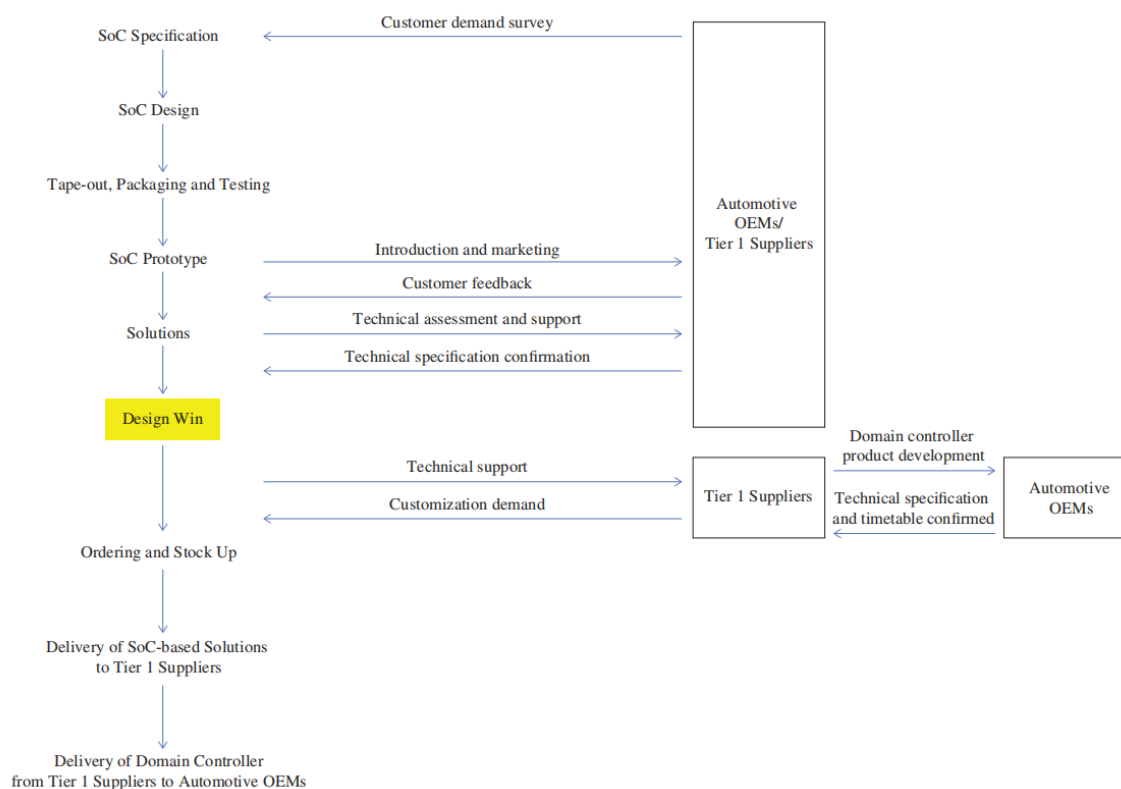 Customer demand survey
SoC Specification
SoC Design
Tape-out, Packaging and Testing
Automotive
OEMs/
Tier 1 Suppliers
SoC Prototype
Introduction and marketing
Customer feedback
Solutions
Technical assessment and support
Technical specification confirmation
Design Win
Technical support
Customization demand
Tier 1 Suppliers
Domain controller
product development
Technical specification
and timetable confirmed
Automotive
OEMs
Ordering and Stock Up
Delivery of SoC-based Solutions
to Tier 1 Suppliers
Delivery of Domain Controller
from Tier 1 Suppliers to Automotive OEMs